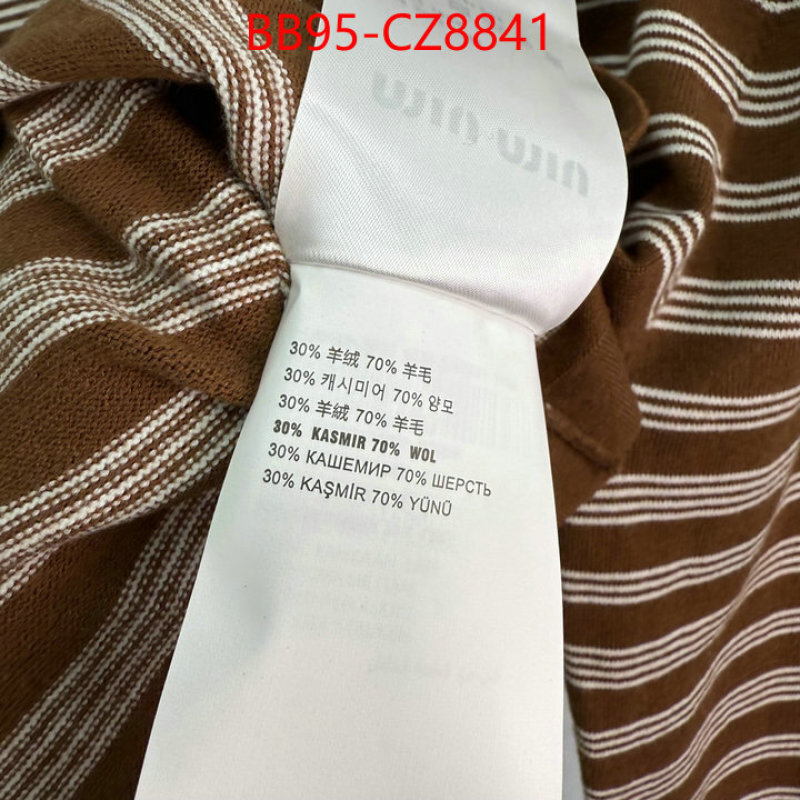 BB95-CZ8841
miu miu
30% 羊绒 70% 羊毛
30% 캐시미어 70% 양모
30% 羊絨 70% 羊毛
30% KASMIR 70% WOL
30% КАШЕМИР 70% ШЕРСТЬ
30% KAŞMİR 70% YÜNÜ